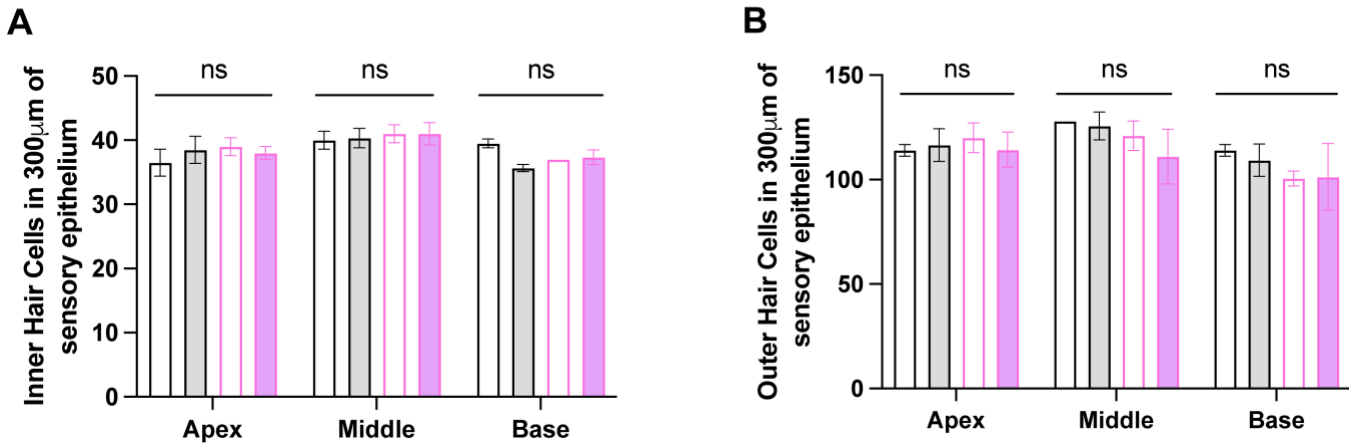 A
Inner Hair Cells in 300μm of
sensory epithelium
50
40
30
20
10
0
ns
ns
ns
Apex
Middle
Base
B
Outer Hair Cells in 300μm of
sensory epithelium
150
100
50
0
ns
ns
ns
Apex
Middle
Base